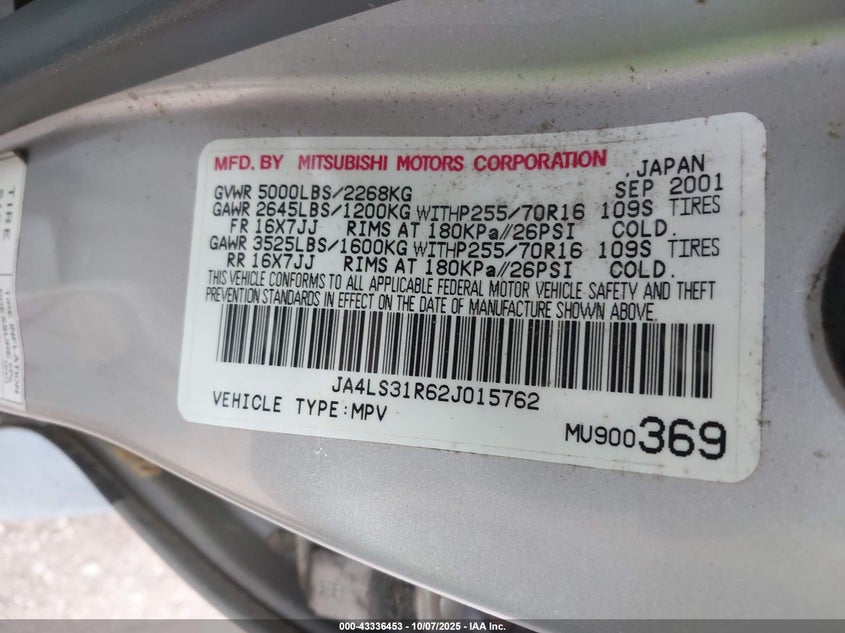 MFD. BY MITSUBISHI MOTORS CORPORATION , JAPAN
GVWR 5000LBS/2268KG SEP 2001
GAWR 2645LBS/1200KG WITHP255/70R16 109S TIRES
FR 16X7JJ RIMS AT 180KPa//26PSI COLD.
GAWR 3525LBS/1600KG WITHP255/70R16 109S TIRES
RR 16X7JJ RIMS AT 180KPa//26PSI COLD.
THIS VEHICLE CONFORMS TO ALL APPLICABLE FEDERAL MOTOR VEHICLE SAFETY AND THEFT
PREVENTION STANDARDS IN EFFECT ON THE DATE OF MANUFACTURE SHOWN ABOVE.
JA4LS31R62J015762
VEHICLE TYPE:MPV
MU900369
TIRE
000-43336453 - 10/07/2025 - IAA Inc.